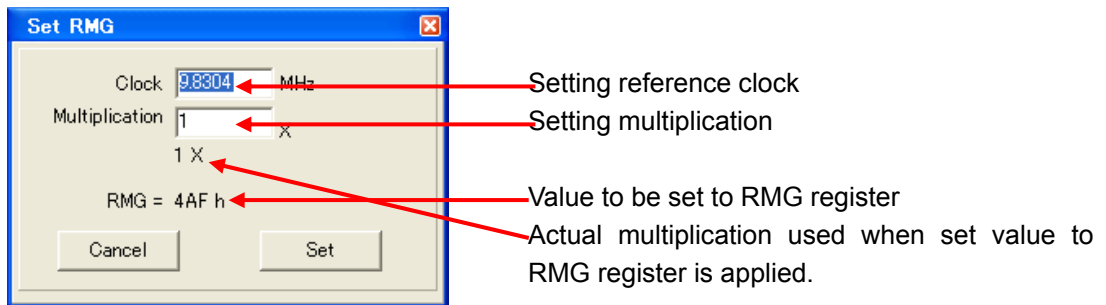 Set RMG
Clock 9.8304 MHz
Setting reference clock
Multiplication 1 X
Setting multiplication
1 X
RMG = 4AF h
Value to be set to RMG register
Actual multiplication used when set value to
RMG register is applied.
Cancel Set